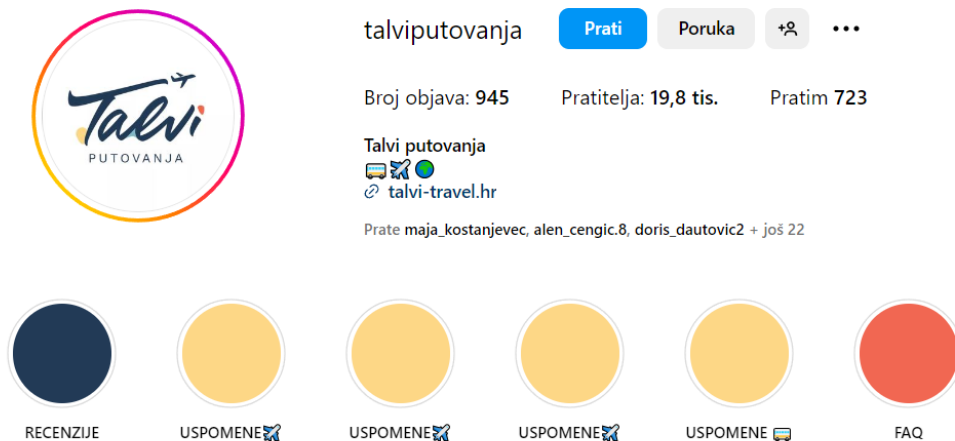 talviputovanja Prati Poruka
Broj objava: 945 Pratitelja: 19,8 tis. Pratim 723
Talvi
PUTOVANJA
Talvi putovanja
talvi-travel.hr
Prate maja_kostanjevec, alen_cengic.8, doris_dautovic2 + još 22
RECENZIJE USPOMENE✈️ USPOMENE✈️ USPOMENE✈️ USPOMENE 🚌 FAQ